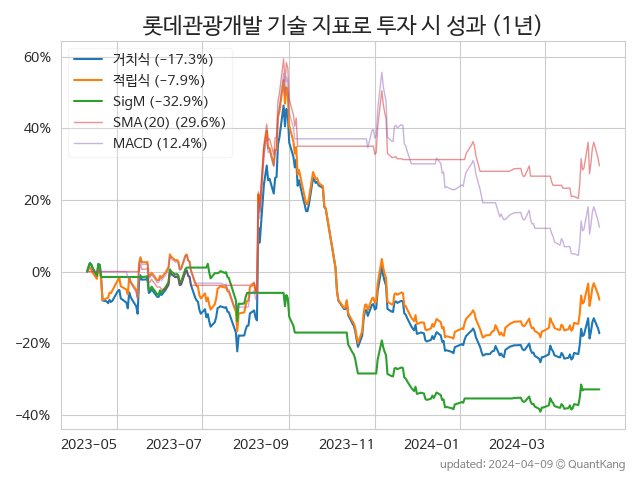 롯데관광개발 기술 지표로 투자 시 성과 (1년)
60%
40%
20%
0%
−20%
−40%
거치식 (−17.3%)
적립식 (−7.9%)
SigM (−32.9%)
SMA(20) (29.6%)
MACD (12.4%)
2023-05 2023-07 2023-09 2023-11 2024-01 2024-03
updated: 2024-04-09 © QuantKang